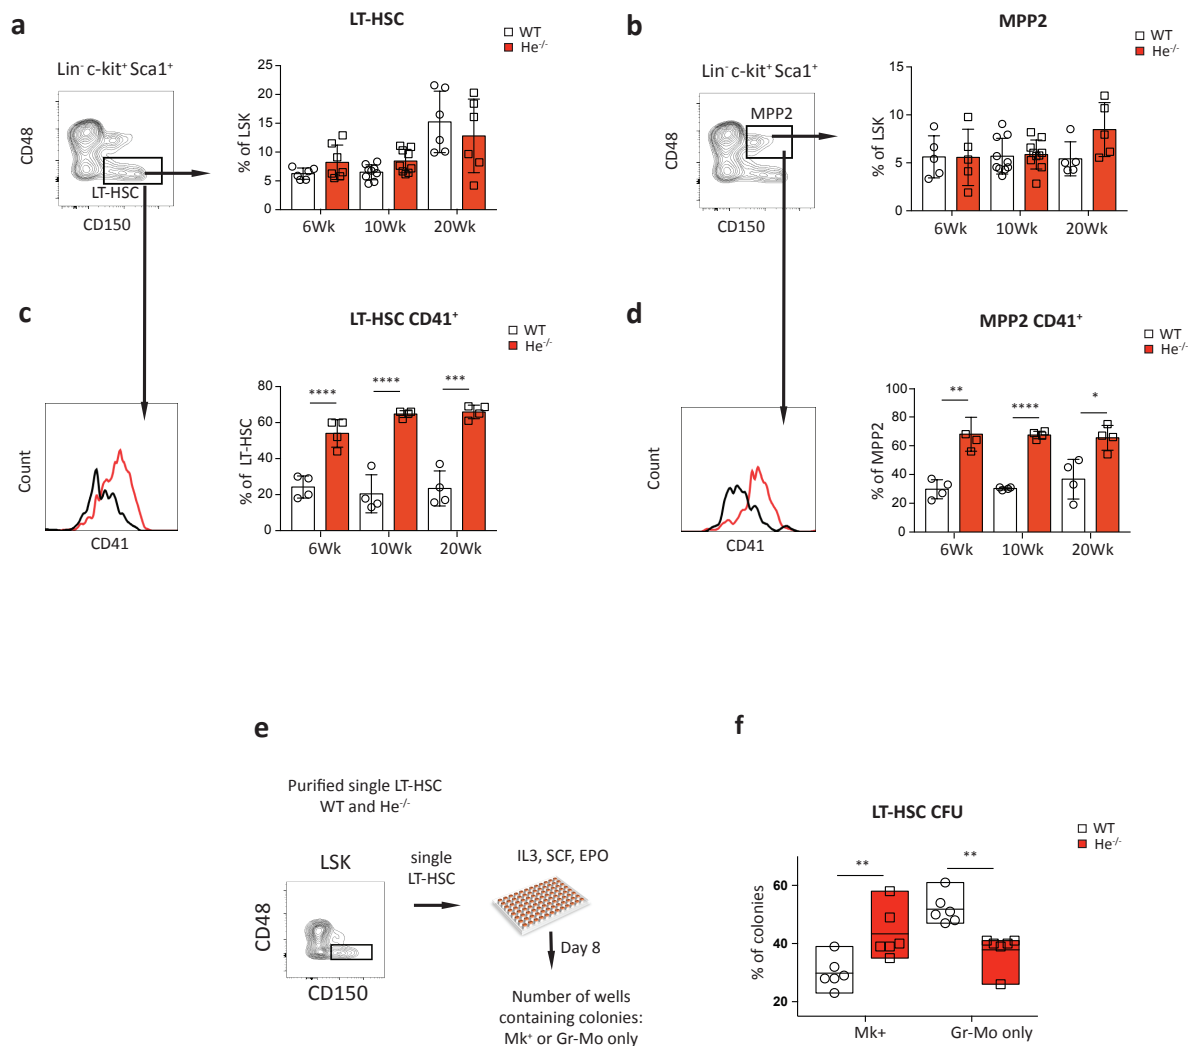 a
LT-HSC
WT
He-/-
Lin- c-kit+ Sca1+
CD48
LT-HSC
CD150
% of LSK
25
20
15
10
5
0
6Wk 10Wk 20Wk
b
MPP2
WT
He-/-
Lin- c-kit+ Sca1+
CD48
MPP2
CD150
% of LSK
15
10
5
0
6Wk 10Wk 20Wk
c
LT-HSC CD41+
WT
He-/-
Count
CD41
% of LT-HSC
80
60
40
20
0
**** **** ***
6Wk 10Wk 20Wk
d
MPP2 CD41+
WT
He-/-
Count
CD41
% of MPP2
100
80
60
40
20
0
** **** *
6Wk 10Wk 20Wk
e
Purified single LT-HSC
WT and He-/-
LSK
CD48
CD150
single
LT-HSC
IL3, SCF, EPO
Day 8
Number of wells
containing colonies:
Mk+ or Gr-Mo only
f
LT-HSC CFU
WT
He-/-
% of colonies
60
40
20
** **
Mk+ Gr-Mo only